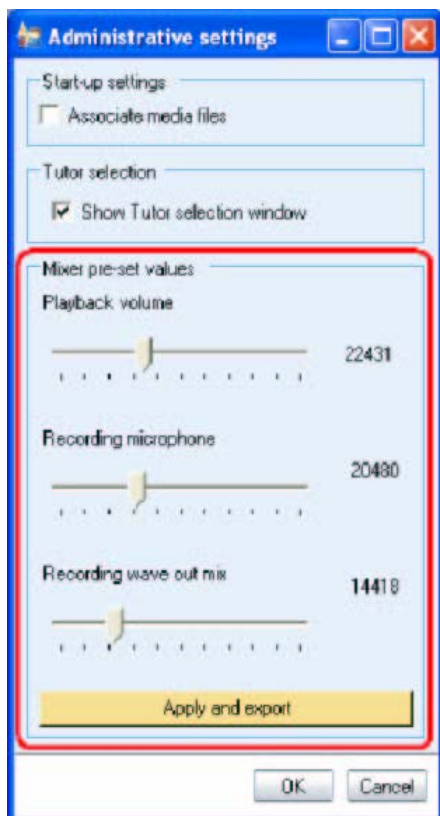 Administrative settings
Start-up settings
Associate media files
Tutor selection
Show Tutor selection window
Mixer pre-set values
Playback volume
22431
Recording microphone
20480
Recording wave out mix
14418
Apply and export
OK Cancel